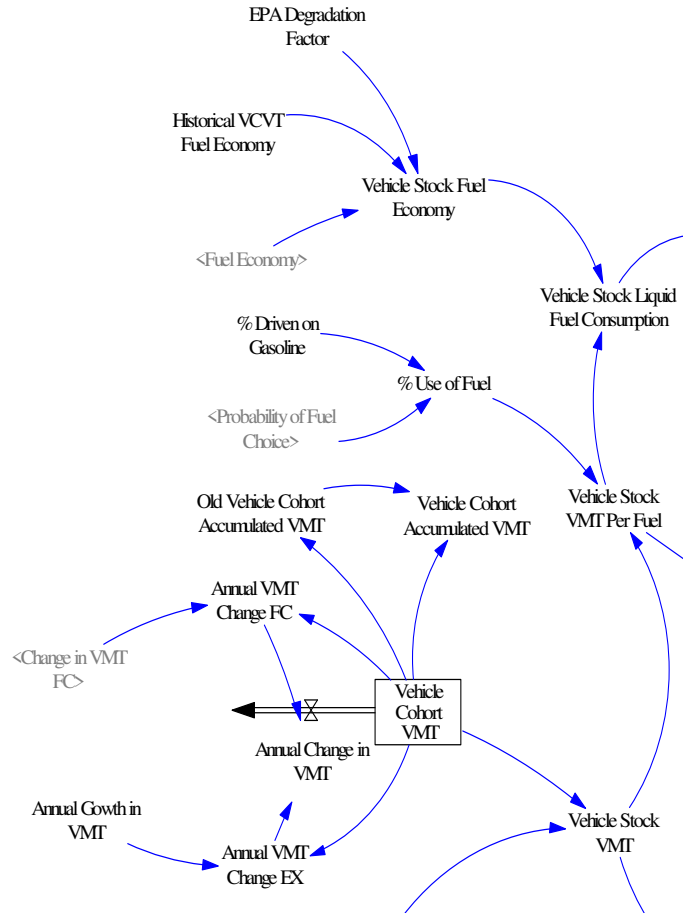 EPA Degradation
Factor
Historical VCVT
Fuel Economy
Vehicle Stock Fuel
Economy
<Fuel Economy>
Vehicle Stock Liquid
Fuel Consumption
% Driven on
Gasoline
% Use of Fuel
<Probability of Fuel
Choice>
Old Vehicle Cohort
Accumulated VMT
Vehicle Cohort
Accumulated VMT
Vehicle Stock
VMT Per Fuel
Annual VMT
Change FC
<Change in VMT
FC>
Vehicle
Cohort
VMT
Annual Change in
VMT
Annual Gowth in
VMT
Annual VMT
Change EX
Vehicle Stock
VMT